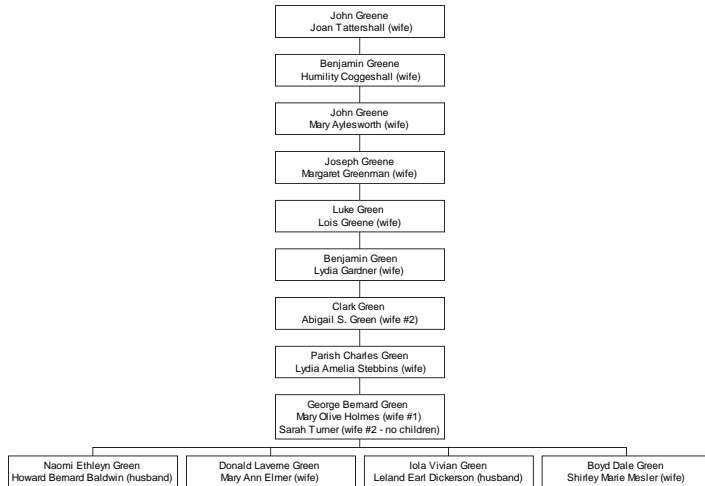 John Greene
Joan Tattershall (wife)
Benjamin Greene
Humility Coggeshall (wife)
John Greene
Mary Aylesworth (wife)
Joseph Greene
Margaret Greenman (wife)
Luke Green
Lois Greene (wife)
Benjamin Green
Lydia Gardner (wife)
Clark Green
Abigail S. Green (wife #2)
Parish Charles Green
Lydia Amelia Stebbins (wife)
George Bernard Green
Mary Olive Holmes (wife #1)
Sarah Turner (wife #2 - no children)
Naomi Ethleyn Green
Howard Bernard Baldwin (husband)
Donald Laverne Green
Mary Ann Elmer (wife)
Iola Vivian Green
Leland Earl Dickerson (husband)
Boyd Dale Green
Shirley Marie Mesler (wife)